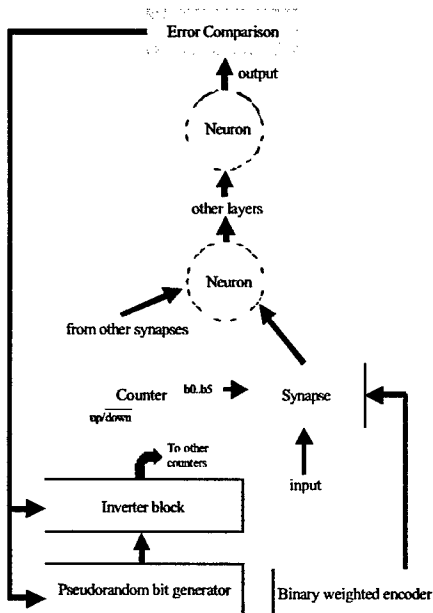 Error Comparison
output
Neuron
other layers
Neuron
from other synapses
Counter
b0..b5
Synapse
up/down
To other
counters
input
Inverter block
Pseudorandom bit generator
Binary weighted encoder